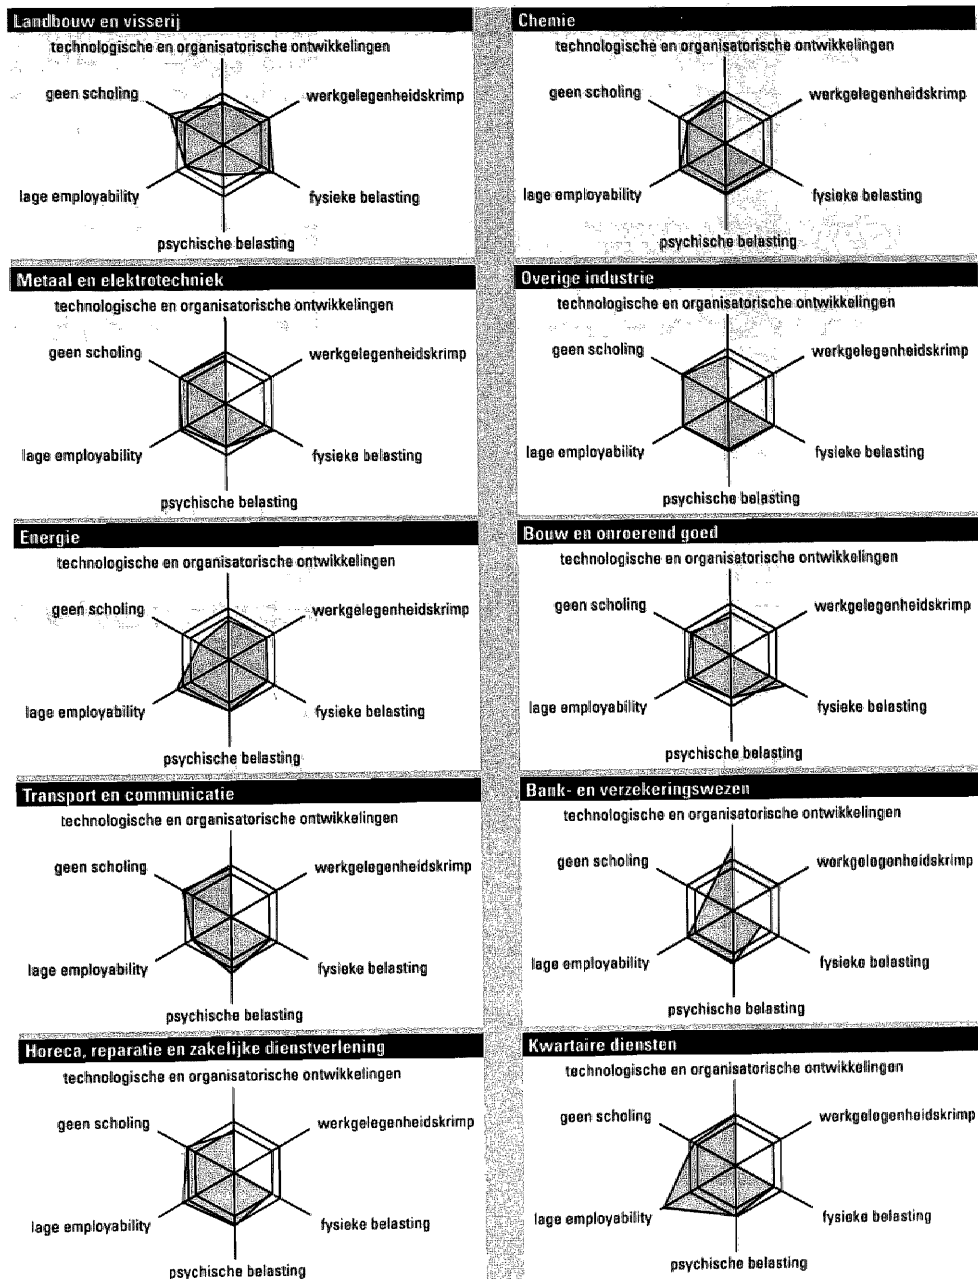 Landbouw en visserij
technologische en organisatorische ontwikkelingen
geen scholing
werkgelegenheidskrimp
lage employability
fysieke belasting
psychische belasting
Chemie
technologische en organisatorische ontwikkelingen
geen scholing
werkgelegenheidskrimp
lage employability
fysieke belasting
psychische belasting
Metaal en elektrotechniek
technologische en organisatorische ontwikkelingen
geen scholing
werkgelegenheidskrimp
lage employability
fysieke belasting
psychische belasting
Overige industrie
technologische en organisatorische ontwikkelingen
geen scholing
werkgelegenheidskrimp
lage employability
fysieke belasting
psychische belasting
Energie
technologische en organisatorische ontwikkelingen
geen scholing
werkgelegenheidskrimp
lage employability
fysieke belasting
psychische belasting
Bouw en onroerend goed
technologische en organisatorische ontwikkelingen
geen scholing
werkgelegenheidskrimp
lage employability
fysieke belasting
psychische belasting
Transport en communicatie
technologische en organisatorische ontwikkelingen
geen scholing
werkgelegenheidskrimp
lage employability
fysieke belasting
psychische belasting
Bank- en verzekeringswezen
technologische en organisatorische ontwikkelingen
geen scholing
werkgelegenheidskrimp
lage employability
fysieke belasting
psychische belasting
Horeca, reparatie en zakelijke dienstverlening
technologische en organisatorische ontwikkelingen
geen scholing
werkgelegenheidskrimp
lage employability
fysieke belasting
psychische belasting
Kwartaire diensten
technologische en organisatorische ontwikkelingen
geen scholing
werkgelegenheidskrimp
lage employability
fysieke belasting
psychische belasting